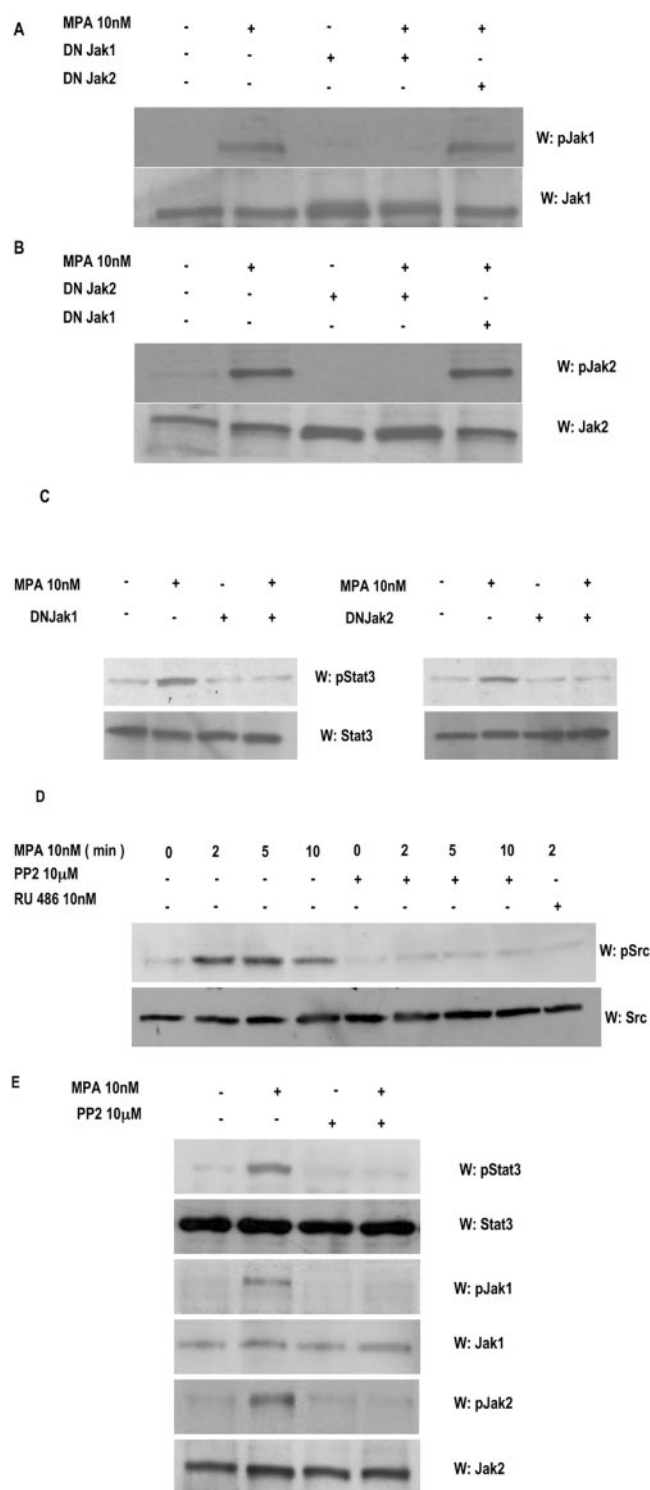 A
MPA 10nM - + - + +
DN Jak1 - - + + -
DN Jak2 - - - - +
W: pJak1
W: Jak1
B
MPA 10nM - + - + +
DN Jak2 - - + + -
DN Jak1 - - - - +
W: pJak2
W: Jak2
C
MPA 10nM - + - + MPA 10nM - + - +
DNJak1 - - + + DNJak2 - - + +
W: pStat3
W: Stat3
D
MPA 10nM ( min ) 0 2 5 10 0 2 5 10 2
PP2 10µM - - - - + + + + -
RU 486 10nM - - - - - - - - +
W: pSrc
W: Src
E
MPA 10nM - + - +
PP2 10µM - - + +
W: pStat3
W: Stat3
W: pJak1
W: Jak1
W: pJak2
W: Jak2